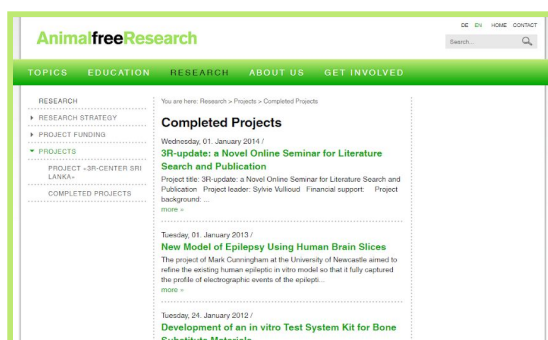 DE EN HOME CONTACT
AnimalfreeResearch
Search...
TOPICS EDUCATION RESEARCH ABOUT US GET INVOLVED
RESEARCH
RESEARCH STRATEGY
PROJECT FUNDING
PROJECTS
PROJECT «3R-CENTER SRI
LANKA»
COMPLETED PROJECTS
You are here: Research > Projects > Completed Projects
Completed Projects
Wednesday, 01. January 2014 /
3R-update: a Novel Online Seminar for Literature
Search and Publication
Project title: 3R-update: a Novel Online Seminar for Literature Search and
Publication Project leader: Sylvie Vullioud Financial support: Project
background: ...
more »
Tuesday, 01. January 2013 /
New Model of Epilepsy Using Human Brain Slices
The project of Mark Cunningham at the University of Newcastle aimed to
refine the existing human epileptic in vitro model so that it fully captured
the profile of electrographic events of the epilepti...
more »
Tuesday, 24. January 2012 /
Development of an in vitro Test System Kit for Bone
Substitute Materials